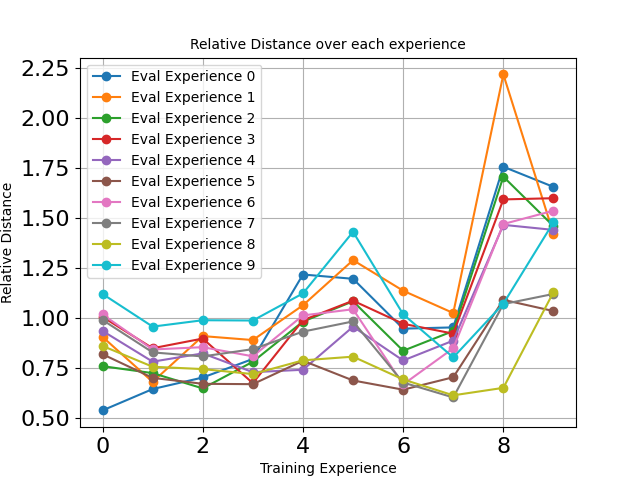 Relative Distance over each experience
2.25
2.00
1.75
1.50
1.25
1.00
0.75
0.50
Relative Distance
Eval Experience 0
Eval Experience 1
Eval Experience 2
Eval Experience 3
Eval Experience 4
Eval Experience 5
Eval Experience 6
Eval Experience 7
Eval Experience 8
Eval Experience 9
0 2 4 6 8
Training Experience